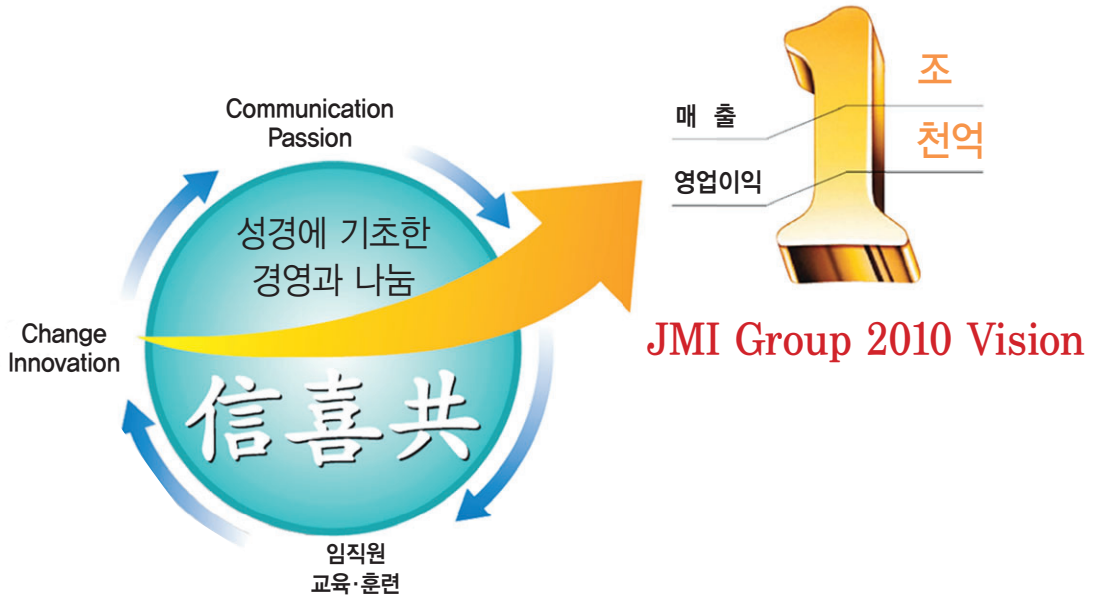 Communication
Passion
성경에 기초한
경영과 나눔
Change
Innovation
信喜共
임직원
교육·훈련
1
조
매 출
천억
영업이익
JMI Group 2010 Vision